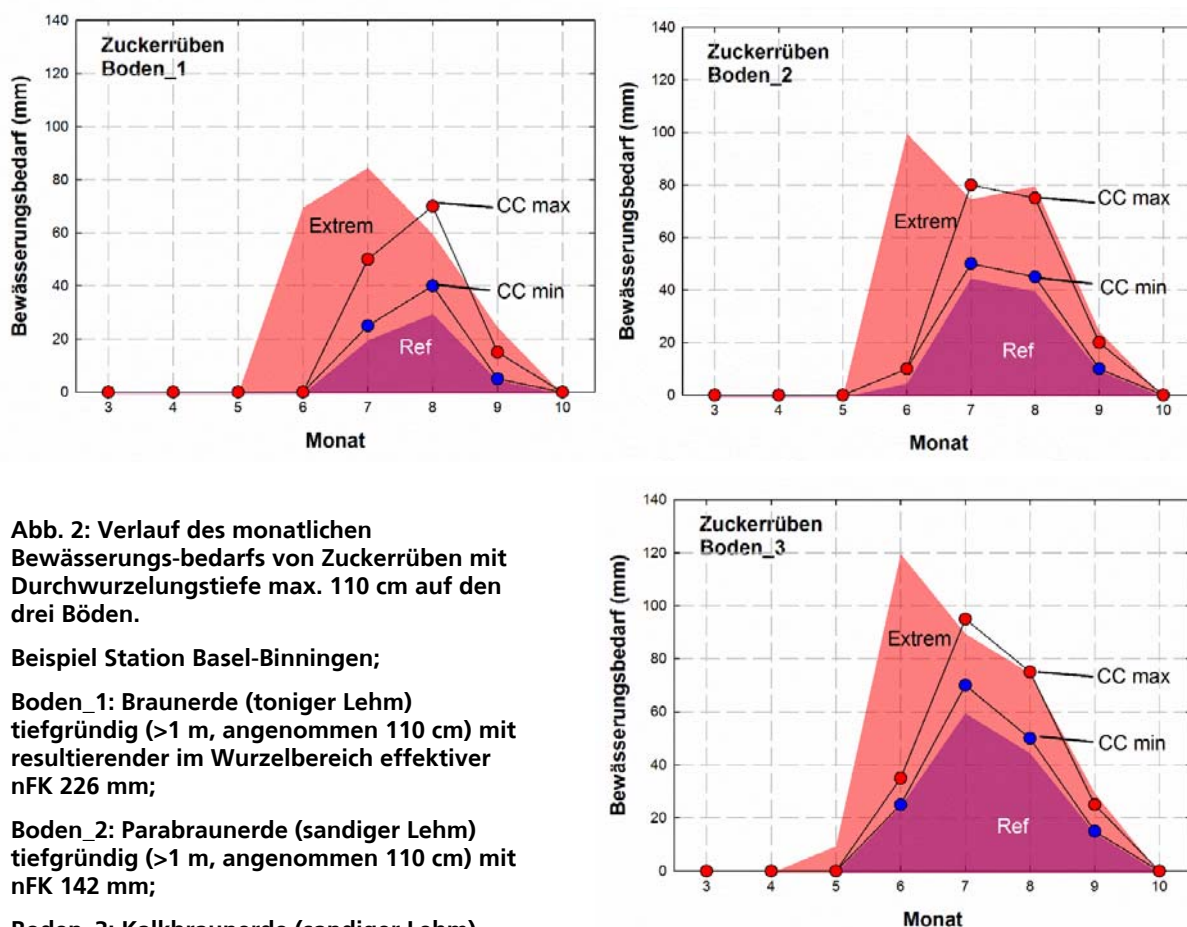 140
120
100
80
60
40
20
0
Bewässerungsbedarf (mm)
Zuckerrüben
Boden_1
Extrem
CC max
CC min
Ref
3 4 5 6 7 8 9 10
Monat
140
120
100
80
60
40
20
0
Bewässerungsbedarf (mm)
Zuckerrüben
Boden_2
Extrem
CC max
CC min
Ref
3 4 5 6 7 8 9 10
Monat
Abb. 2: Verlauf des monatlichen
Bewässerungs-bedarfs von Zuckerrüben mit
Durchwurzelungstiefe max. 110 cm auf den
drei Böden.
Beispiel Station Basel-Binningen;
Boden_1: Braunerde (toniger Lehm)
tiefgründig (>1 m, angenommen 110 cm) mit
resultierender im Wurzelbereich effektiver
nFK 226 mm;
Boden_2: Parabraunerde (sandiger Lehm)
tiefgründig (>1 m, angenommen 110 cm) mit
nFK 142 mm;
Boden_3: Kalkbraunerde (sandiger Lehm)
140
120
100
80
60
40
20
0
Bewässerungsbedarf (mm)
Zuckerrüben
Boden_3
Extrem
CC max
CC min
Ref
3 4 5 6 7 8 9 10
Monat